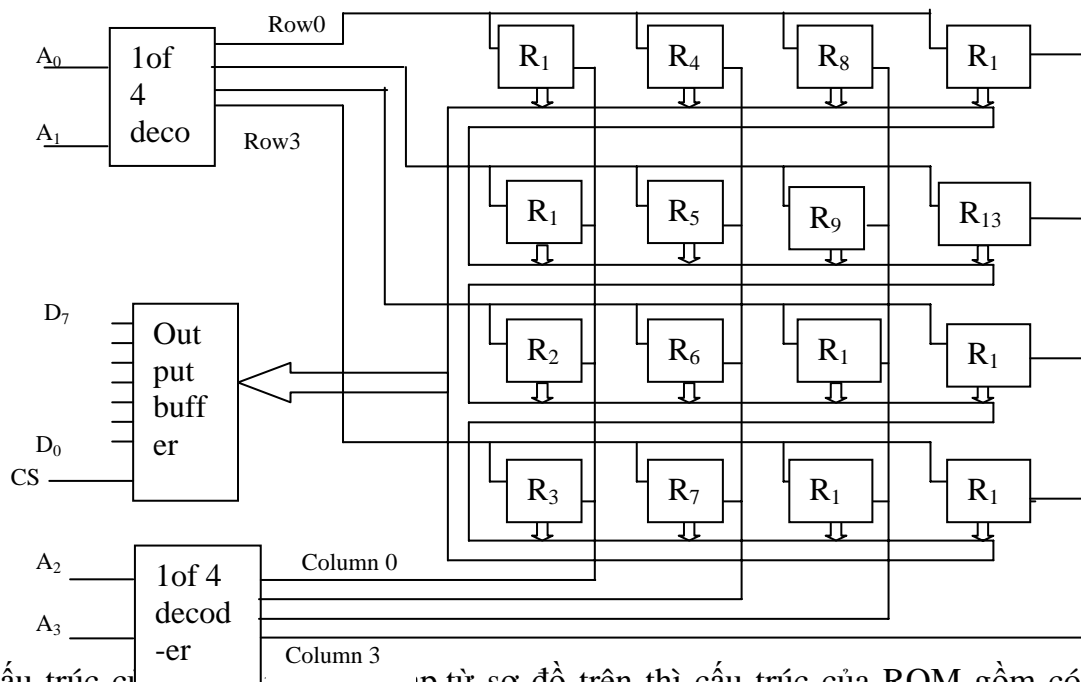 Row0
A0
1of
4
deco
A1
Row3
R1
R4
R8
R1
R1
R5
R9
R13
D7
Out
put
buff
er
D0
CS
R2
R6
R1
R1
R3
R7
R1
R1
A2
1of 4
decod
-er
A3
Column 0
Column 3
trúc
từ sơ đồ trên thì cấu trúc của ROM gồm có